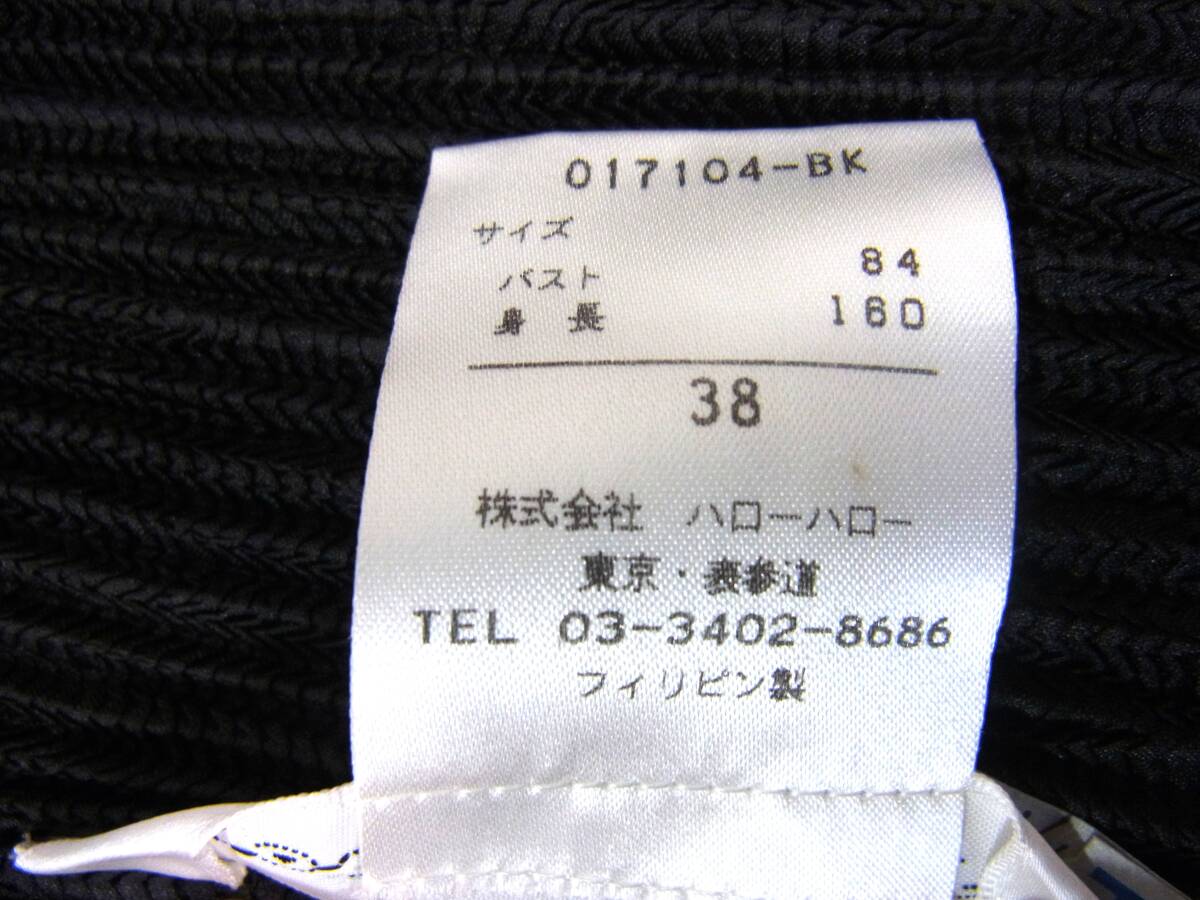 017104-BK
サイズ
バスト 84
身長 160
38
株式会社 ハローハロー
東京・表参道
TEL 03-3402-8686
フィリピン製